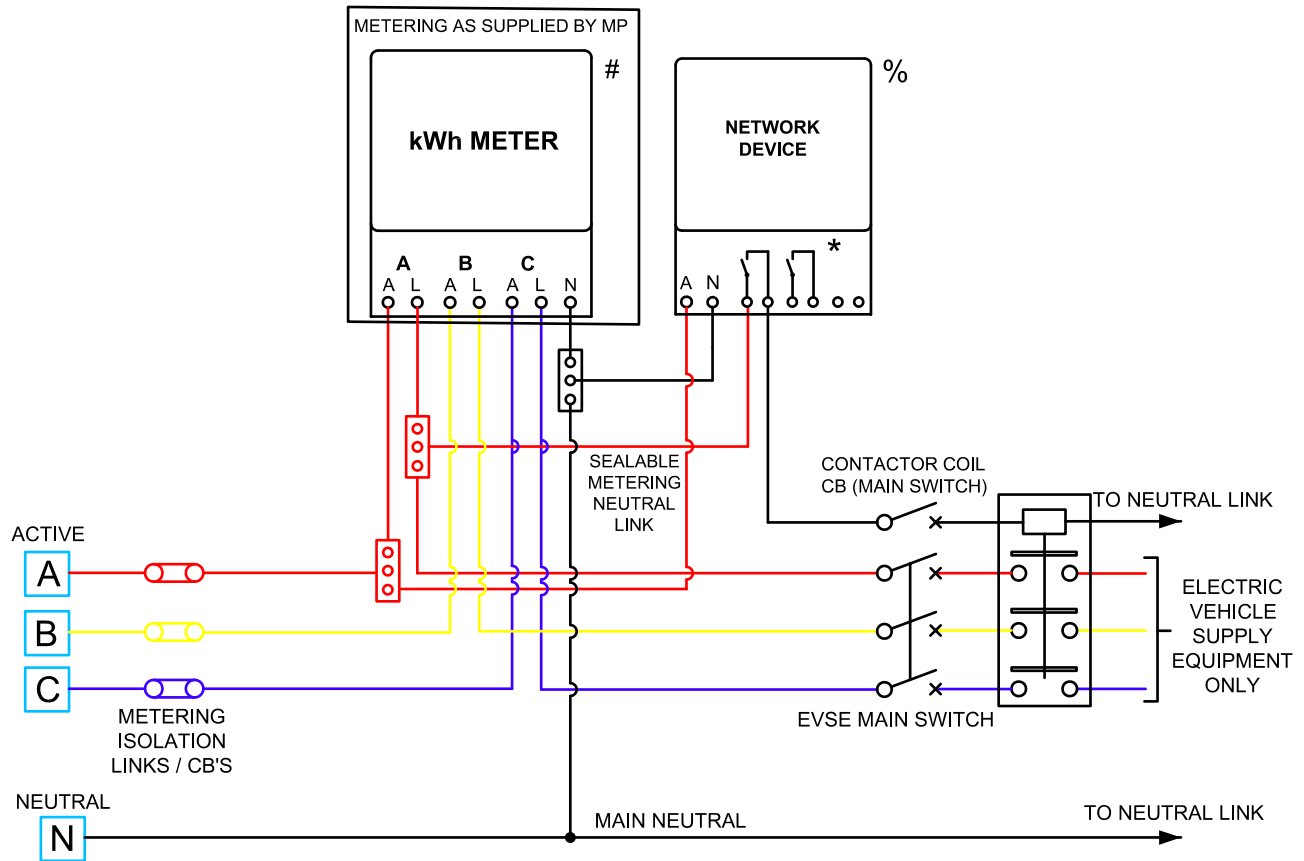 METERING AS SUPPLIED BY MP
#
kWh METER
A B C
A L A L A L N
%
NETWORK
DEVICE
*
A N
SEALABLE
METERING
NEUTRAL
LINK
CONTACTOR COIL
CB (MAIN SWITCH)
TO NEUTRAL LINK
ACTIVE
A
B
C
METERING
ISOLATION
LINKS / CB'S
EVSE MAIN SWITCH
ELECTRIC
VEHICLE
SUPPLY
EQUIPMENT
ONLY
NEUTRAL
N
MAIN NEUTRAL
TO NEUTRAL LINK